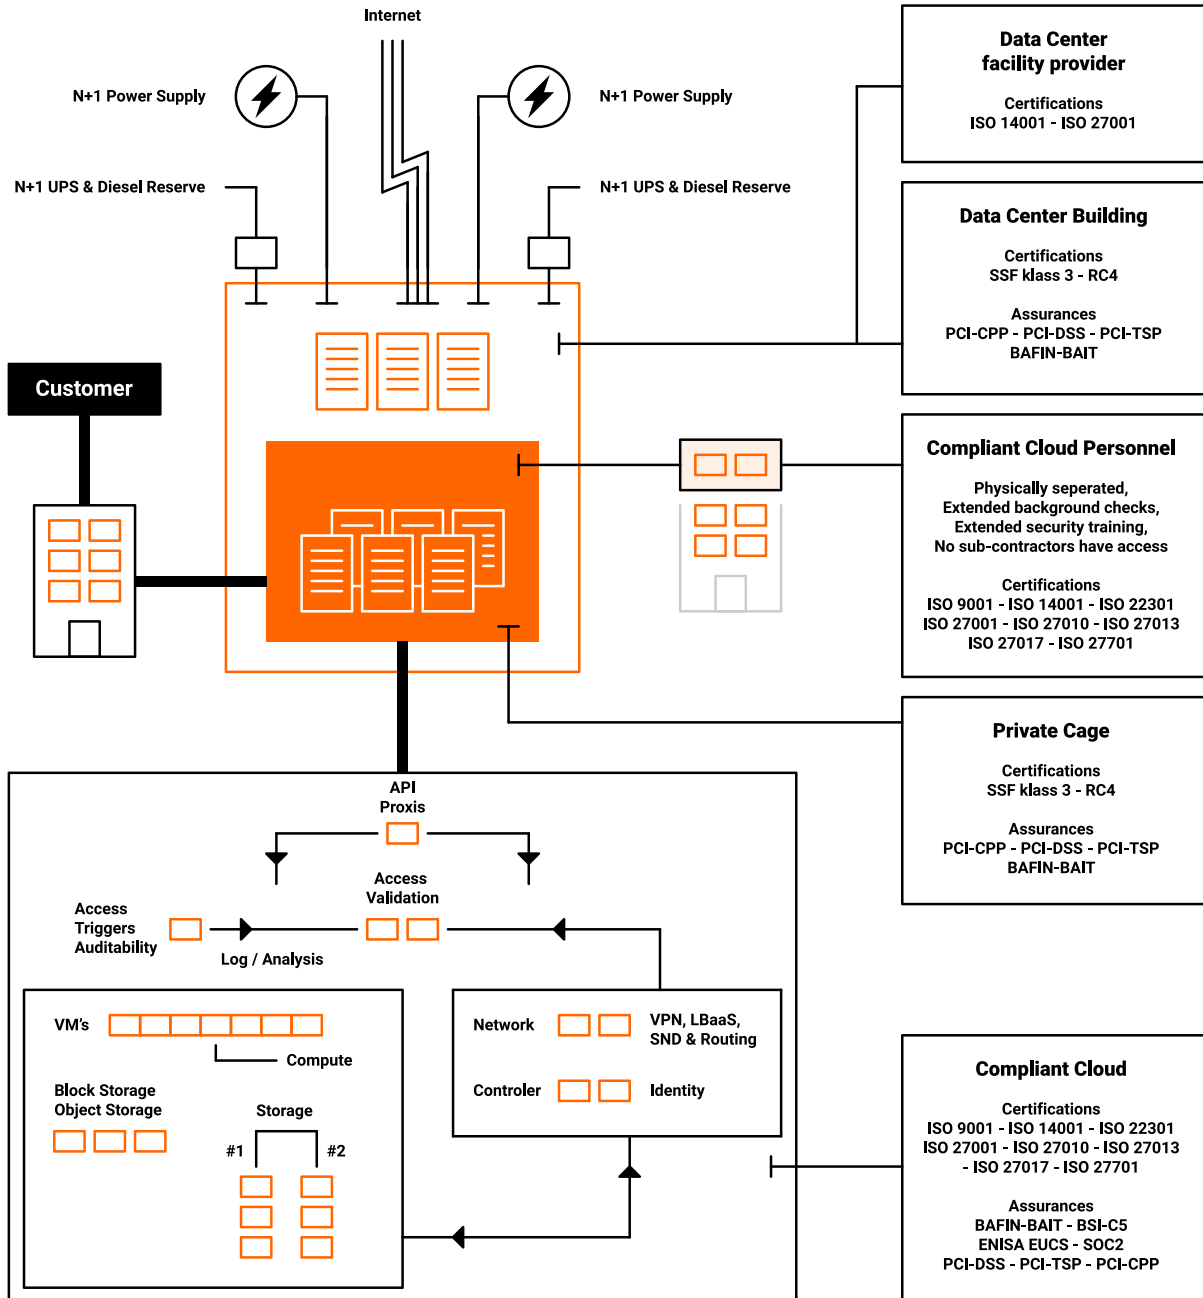 Internet
N+1 Power Supply
N+1 Power Supply
N+1 UPS & Diesel Reserve
N+1 UPS & Diesel Reserve
Data Center
facility provider
Certifications
ISO 14001 - ISO 27001
Data Center Building
Certifications
SSF klass 3 - RC4
Assurances
PCI-CPP - PCI-DSS - PCI-TSP
BAFIN-BAIT
Customer
Compliant Cloud Personnel
Physically seperated,
Extended background checks,
Extended security training,
No sub-contractors have access
Certifications
ISO 9001 - ISO 14001 - ISO 22301
ISO 27001 - ISO 27010 - ISO 27013
ISO 27017 - ISO 27701
Private Cage
Certifications
SSF klass 3 - RC4
Assurances
PCI-CPP - PCI-DSS - PCI-TSP
BAFIN-BAIT
API
Proxis
Access
Validation
Access
Triggers
Auditability
Log / Analysis
VM's
Compute
Block Storage
Object Storage
Storage
#1
#2
Network
VPN, LBaaS,
SND & Routing
Controler
Identity
Compliant Cloud
Certifications
ISO 9001 - ISO 14001 - ISO 22301
ISO 27001 - ISO 27010 - ISO 27013
- ISO 27017 - ISO 27701
Assurances
BAFIN-BAIT - BSI-C5
ENISA EUCS - SOC2
PCI-DSS - PCI-TSP - PCI-CPP